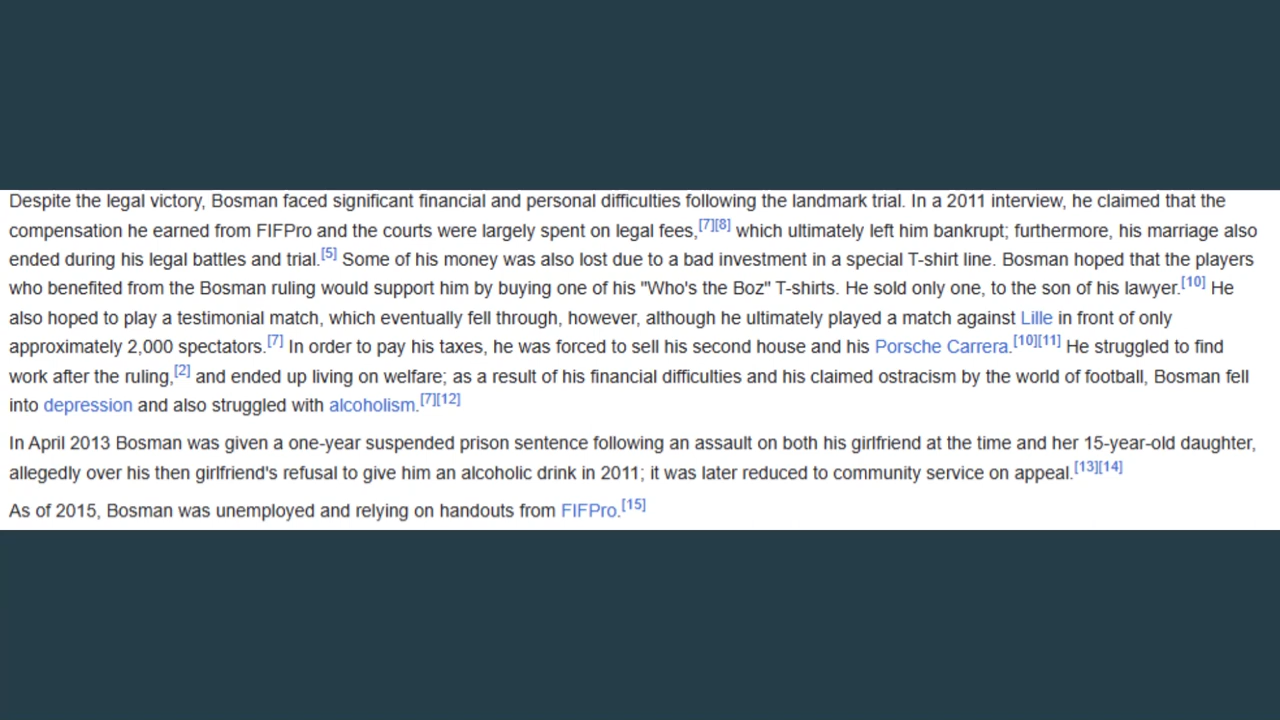 Despite the legal victory, Bosman faced significant financial and personal difficulties following the landmark trial. In a 2011 interview, he claimed that the
compensation he earned from FIFPro and the courts were largely spent on legal fees,[7][8] which ultimately left him bankrupt; furthermore, his marriage also
ended during his legal battles and trial.[5] Some of his money was also lost due to a bad investment in a special T-shirt line. Bosman hoped that the players
who benefited from the Bosman ruling would support him by buying one of his "Who's the Boz" T-shirts. He sold only one, to the son of his lawyer.[10] He
also hoped to play a testimonial match, which eventually fell through, however, although he ultimately played a match against Lille in front of only
approximately 2,000 spectators.[7] In order to pay his taxes, he was forced to sell his second house and his Porsche Carrera.[10][11] He struggled to find
work after the ruling,[2] and ended up living on welfare; as a result of his financial difficulties and his claimed ostracism by the world of football, Bosman fell
into depression and also struggled with alcoholism.[7][12]
In April 2013 Bosman was given a one-year suspended prison sentence following an assault on both his girlfriend at the time and her 15-year-old daughter,
allegedly over his then girlfriend's refusal to give him an alcoholic drink in 2011; it was later reduced to community service on appeal.[13][14]
As of 2015, Bosman was unemployed and relying on handouts from FIFPro.[15]